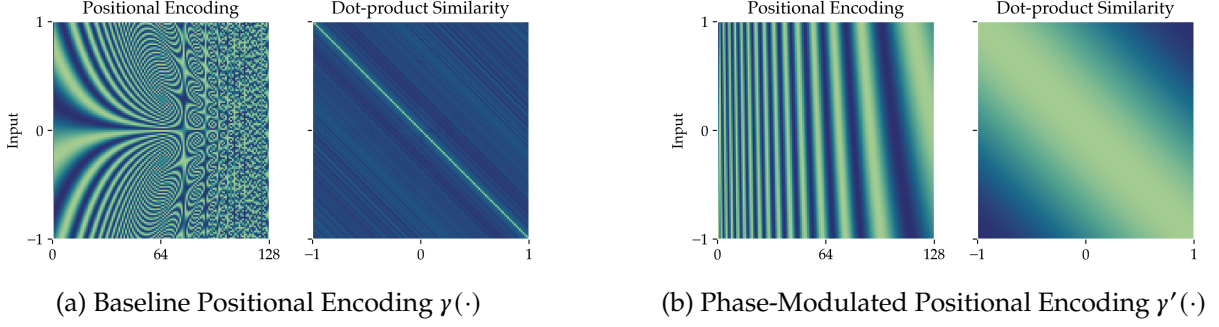 Positional Encoding
Dot-product Similarity
Positional Encoding
Dot-product Similarity
1
0
−1
Input
0
64
128
−1
0
1
1
0
−1
Input
0
64
128
−1
0
1
(a) Baseline Positional Encoding γ(·)
(b) Phase-Modulated Positional Encoding γ′(·)